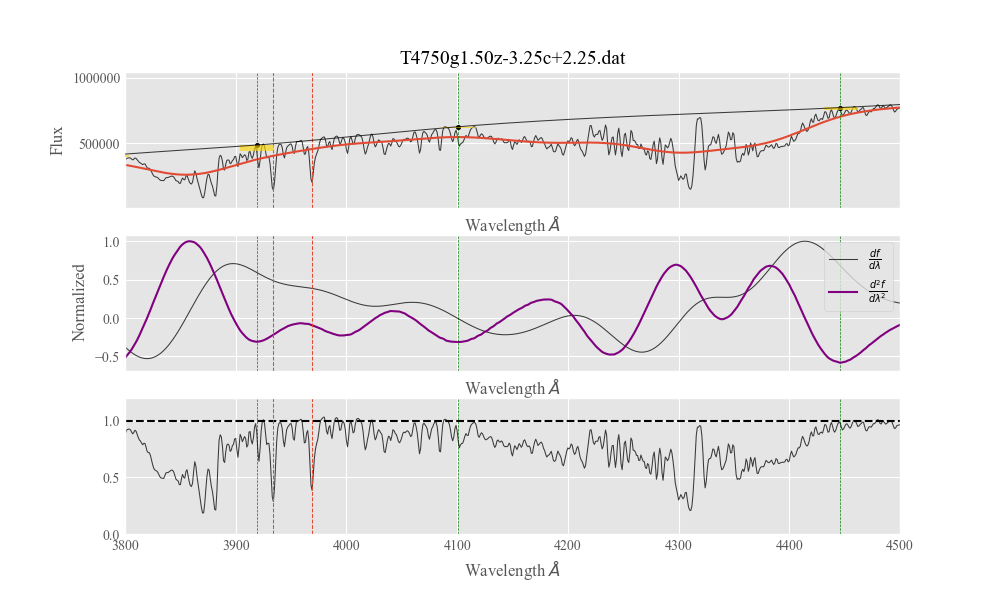 T4750g1.50z-3.25c+2.25.dat
1000000
500000
Flux
Wavelength Å
1.0
0.5
0.0
−0.5
Normalized
df/dλ
d²f/dλ²
Wavelength Å
1.0
0.5
0.0
3800 3900 4000 4100 4200 4300 4400 4500
Wavelength Å